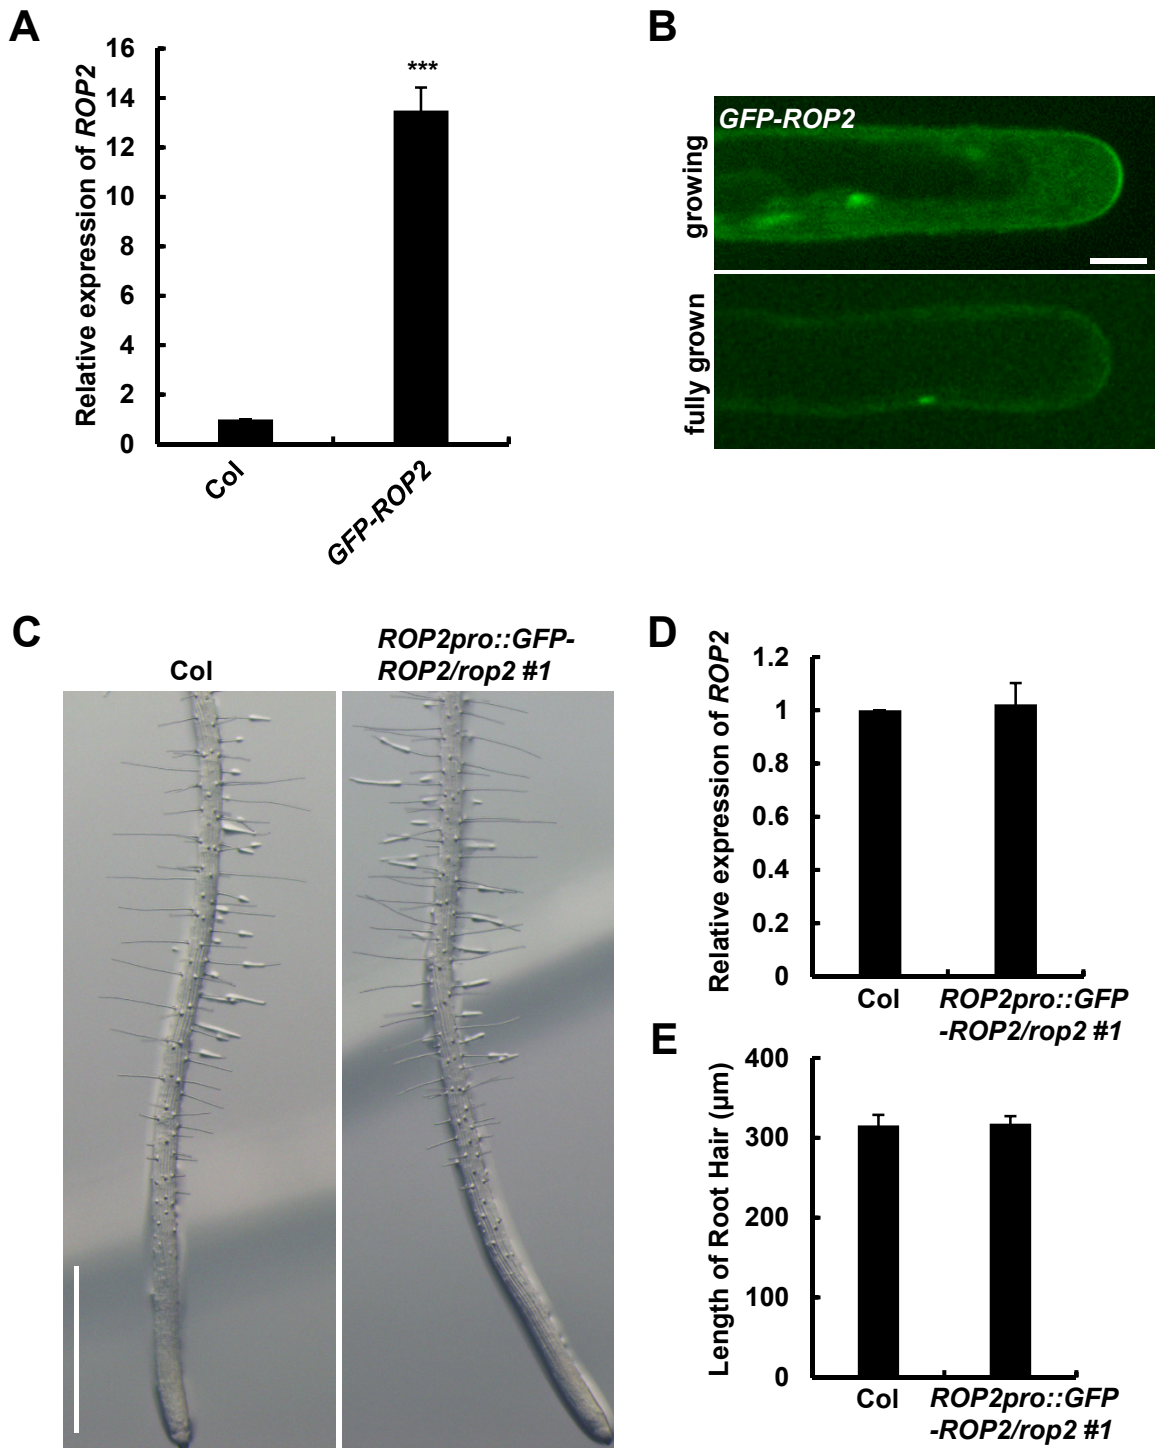 A
Relative expression of ROP2
16
14
12
10
8
6
4
2
0
***
Col
GFP-ROP2
B
GFP-ROP2
growing
fully grown
C
Col
ROP2pro::GFP-
ROP2/rop2 #1
D
Relative expression of ROP2
1.2
1
0.8
0.6
0.4
0.2
0
Col
ROP2pro::GFP
-ROP2/rop2 #1
E
Length of Root Hair (μm)
400
300
200
100
0
Col
ROP2pro::GFP
-ROP2/rop2 #1